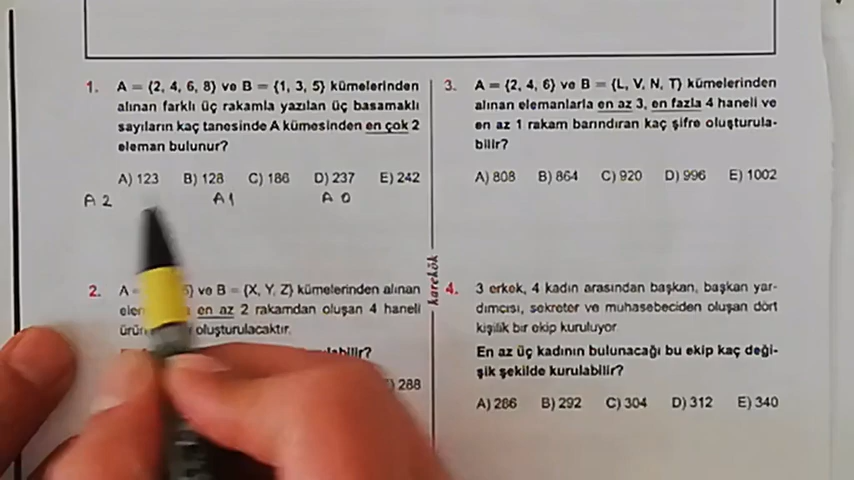 1. A = {2, 4, 6, 8} ve B = {1, 3, 5} kümelerinden
alınan farklı üç rakamla yazılan üç basamaklı
sayıların kaç tanesinde A kümesinden en çok 2
eleman bulunur?
A) 123 B) 128 C) 186 D) 237 E) 242
A 2 A 1 A 0
2. A = ve B = {X, Y, Z} kümelerinden alınan
en az 2 rakamdan oluşan 4 haneli
oluşturulacaktır.
288
karekök
3. A = {2, 4, 6} ve B = {L, V, N, T} kümelerinden
alınan elemanlarla en az 3, en fazla 4 haneli ve
en az 1 rakam barındıran kaç şifre oluşturula-
bilir?
A) 808 B) 864 C) 920 D) 996 E) 1002
4. 3 erkek, 4 kadın arasından başkan, başkan yar-
dımcısı, sekreter ve muhasebeciden oluşan dört
kişilik bir ekip kuruluyor
En az üç kadının bulunacağı bu ekip kaç deği-
şik şekilde kurulabilir?
A) 286 B) 292 C) 304 D) 312 E) 340